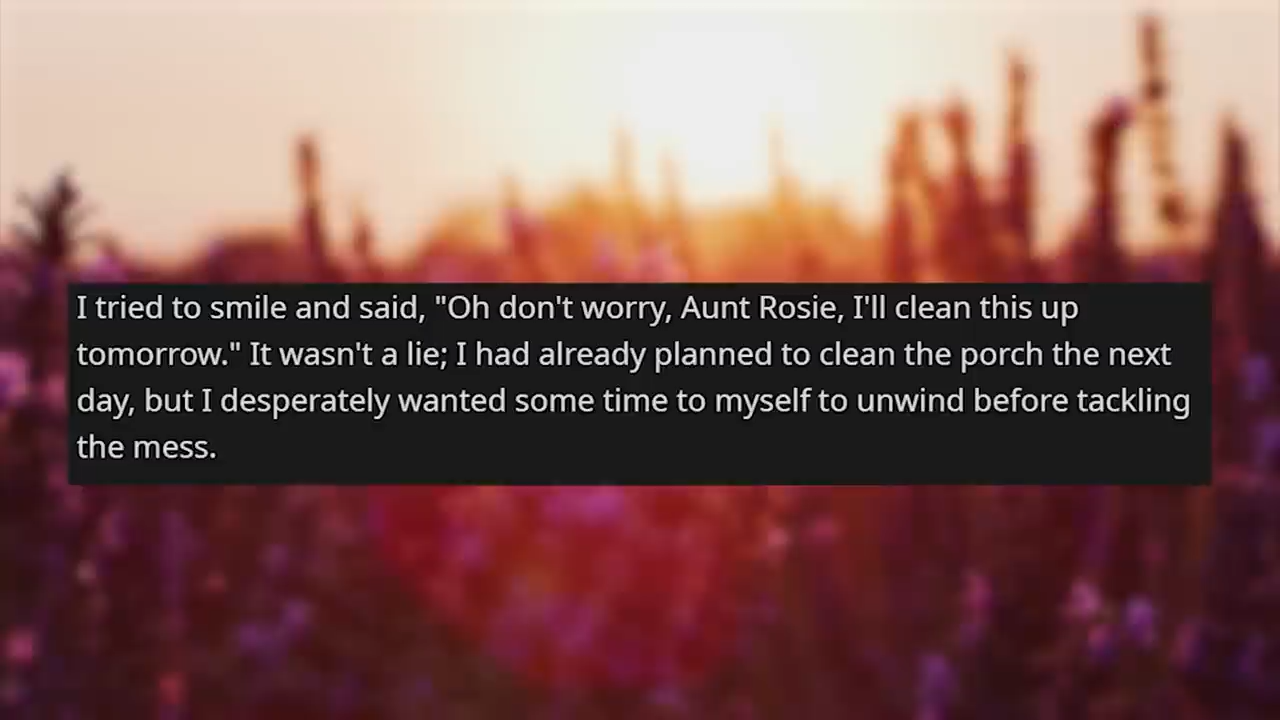 I tried to smile and said, "Oh don't worry, Aunt Rosie, I'll clean this up
tomorrow." It wasn't a lie; I had already planned to clean the porch the next
day, but I desperately wanted some time to myself to unwind before tackling
the mess.